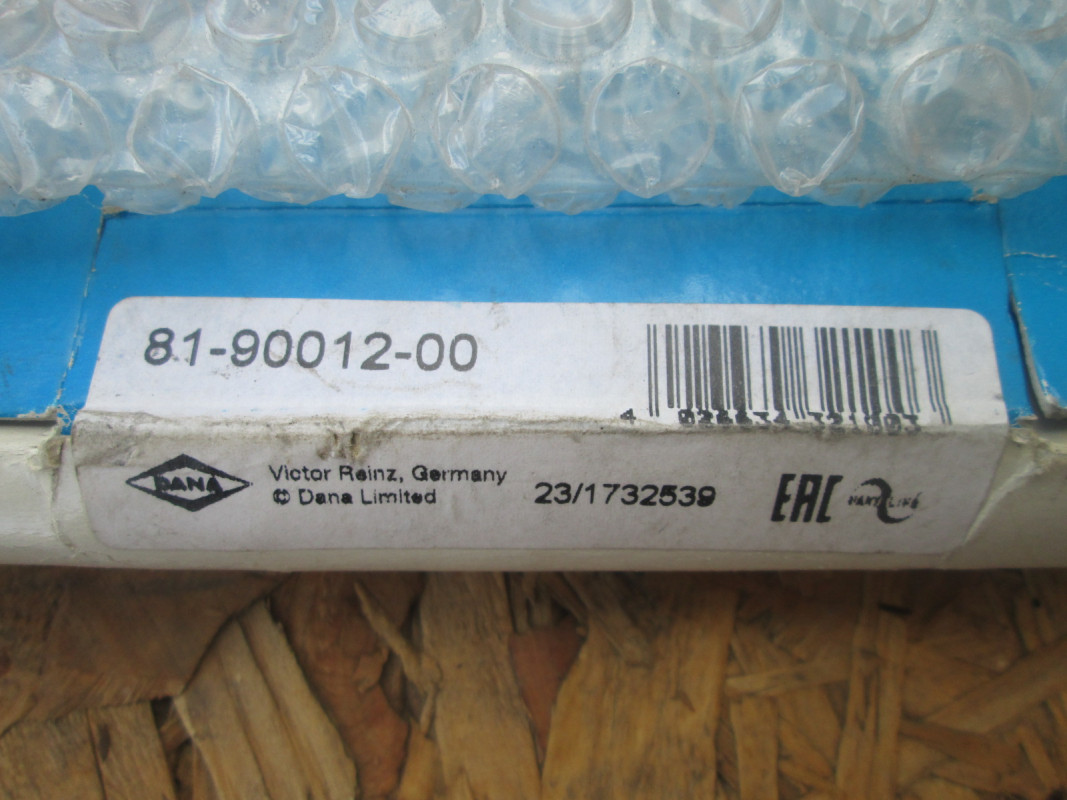 81-90012-00
DANA
Victor Reinz, Germany
© Dana Limited
23/1732539
EAC